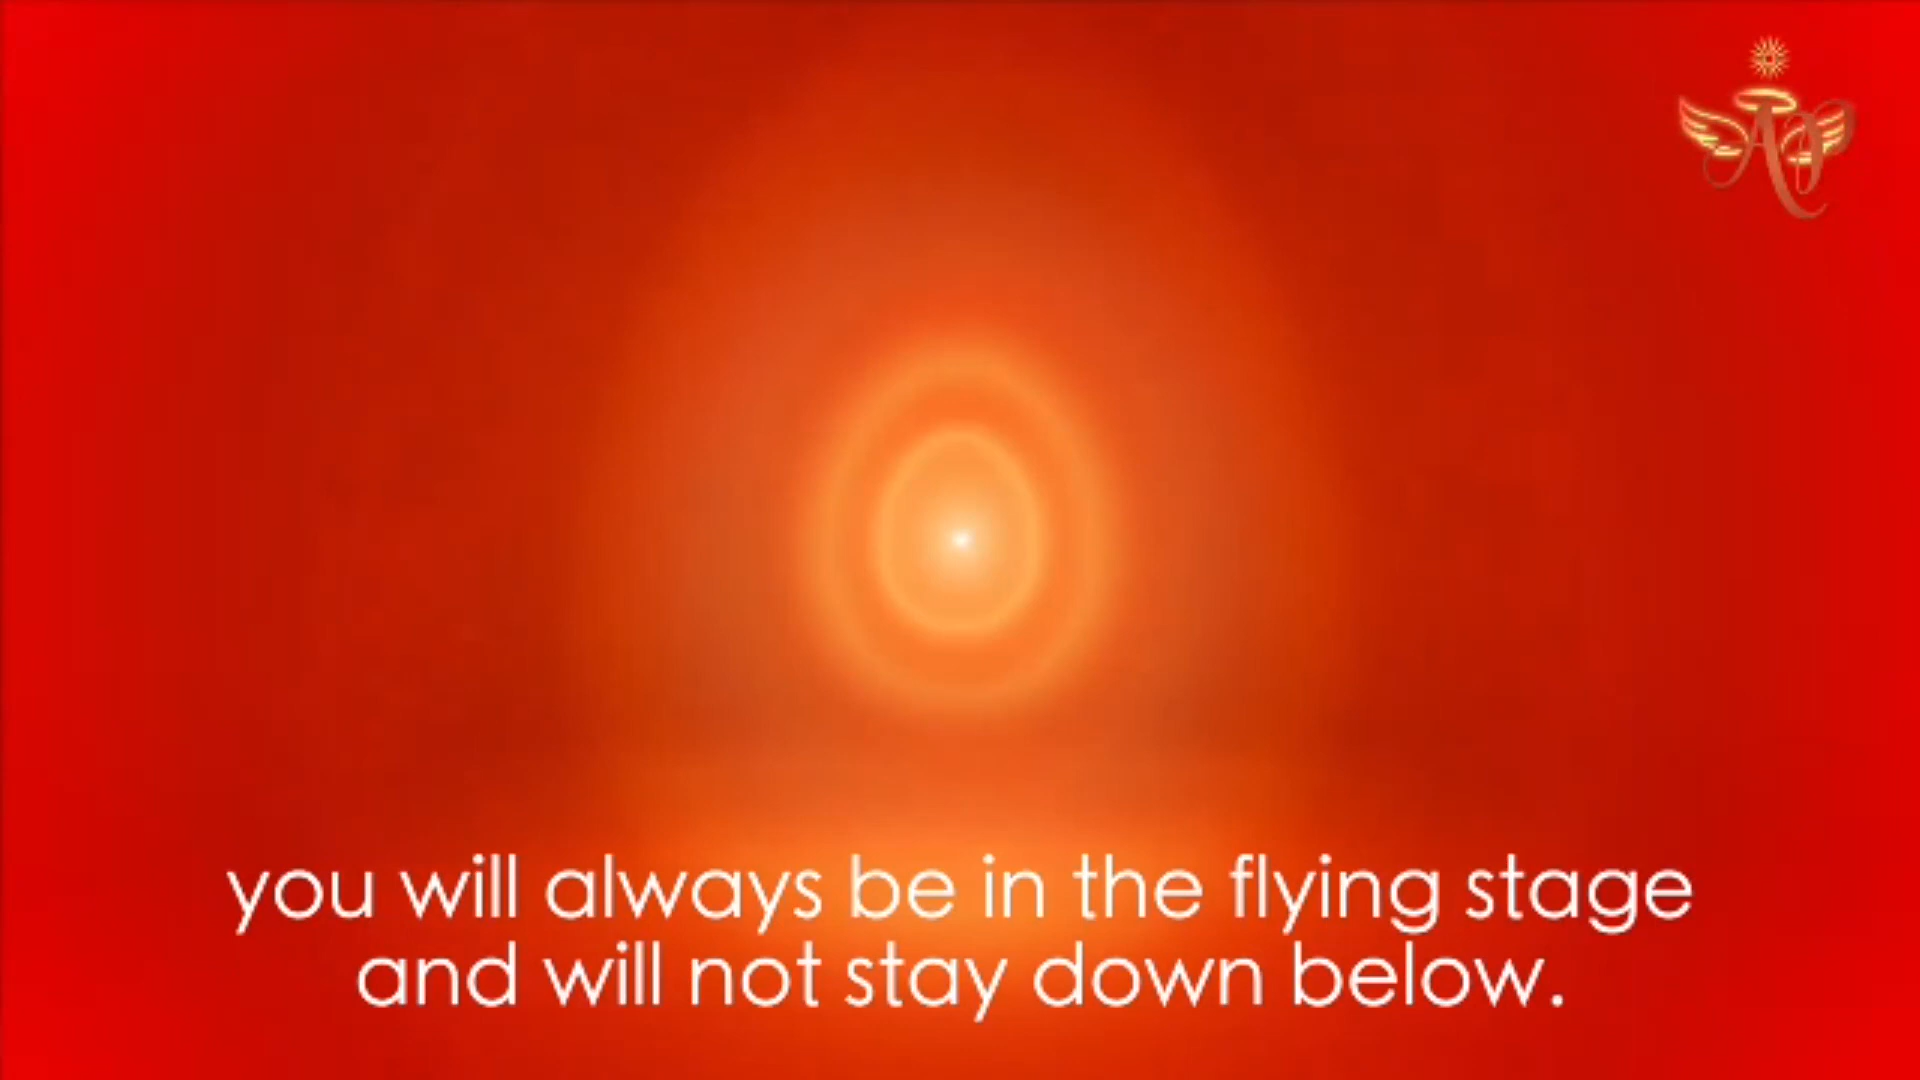 you will always be in the flying stage
and will not stay down below.